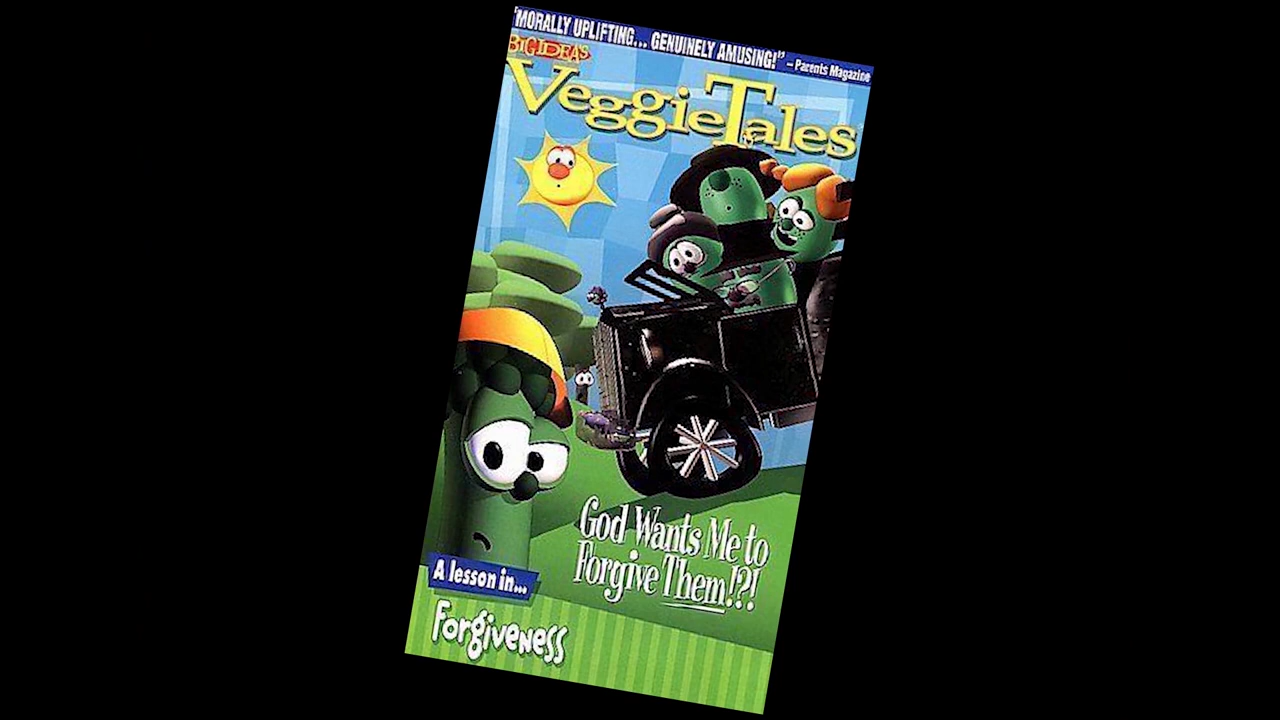 "MORALLY UPLIFTING... GENUINELY AMUSING!" – Parents Magazine
BIG IDEA'S
VeggieTales
God Wants Me to
Forgive Them!?!
A lesson in...
Forgiveness